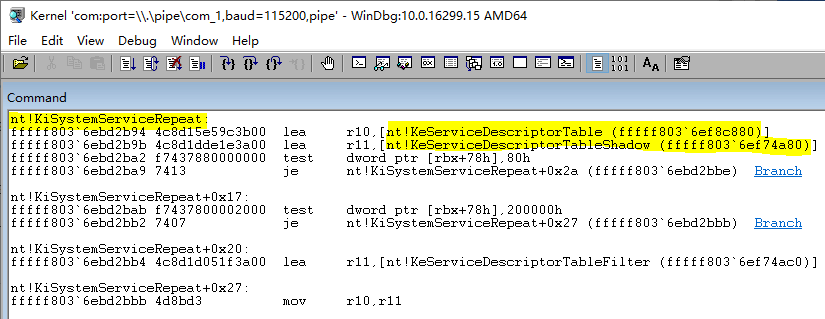 Kernel 'com:port=\\.\pipe\com_1,baud=115200,pipe' - WinDbg:10.0.16299.15 AMD64
File Edit View Debug Window Help
101
101
AA
Command
nt!KiSystemServiceRepeat:
fffff803`6ebd2b94 4c8d15e59c3b00 lea r10,[nt!KeServiceDescriptorTable (fffff803`6ef8c880)]
fffff803`6ebd2b9b 4c8d1dde1e3a00 lea r11,[nt!KeServiceDescriptorTableShadow (fffff803`6ef74a80)]
fffff803`6ebd2ba2 f7437880000000 test dword ptr [rbx+78h],80h
fffff803`6ebd2ba9 7413 je nt!KiSystemServiceRepeat+0x2a (fffff803`6ebd2bbe) Branch
nt!KiSystemServiceRepeat+0x17:
fffff803`6ebd2bab f7437800002000 test dword ptr [rbx+78h],200000h
fffff803`6ebd2bb2 7407 je nt!KiSystemServiceRepeat+0x27 (fffff803`6ebd2bbb) Branch
nt!KiSystemServiceRepeat+0x20:
fffff803`6ebd2bb4 4c8d1d051f3a00 lea r11,[nt!KeServiceDescriptorTableFilter (fffff803`6ef74ac0)]
nt!KiSystemServiceRepeat+0x27:
fffff803`6ebd2bbb 4d8bd3 mov r10,r11